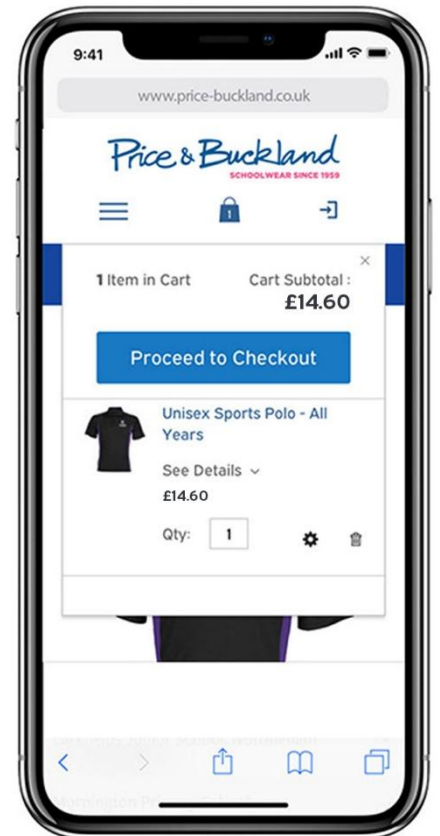 9:41
www.price-buckland.co.uk
Price & Buckland
SCHOOLWEAR SINCE 1959
1
1 Item in Cart
Cart Subtotal :
£14.60
Proceed to Checkout
Unisex Sports Polo - All
Years
See Details
£14.60
Qty: 1